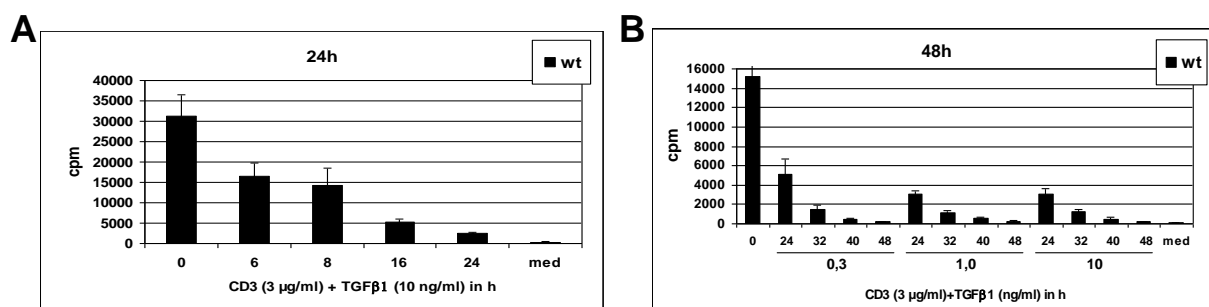 A
24h
wt
40000
35000
30000
25000
20000
15000
10000
5000
0
cpm
0 6 8 16 24 med
CD3 (3 µg/ml) + TGFβ1 (10 ng/ml) in h
B
48h
wt
16000
14000
12000
10000
8000
6000
4000
2000
0
cpm
0 24 32 40 48 24 32 40 48 24 32 40 48 med
0,3 1,0 10
CD3 (3 µg/ml)+TGFβ1 (ng/ml) in h